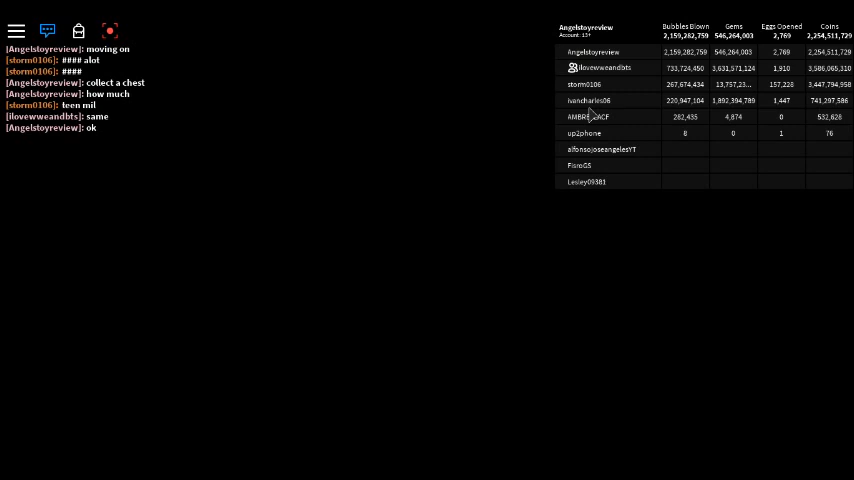 [Angelstoyreview]: moving on
[storm0106]: #### alot
[storm0106]: ####
[Angelstoyreview]: collect a chest
[Angelstoyreview]: how much
[storm0106]: teen mil
[ilovewweandbts]: same
[Angelstoyreview]: ok
Angelstoyreview Bubbles Blown Gems Eggs Opened Coins
Account: 13+ 2,159,282,759 546,264,003 2,769 2,254,511,729
Angelstoyreview 2,159,282,759 546,264,003 2,769 2,254,511,729
ilovewweandbts 733,724,450 3,631,571,124 1,910 3,586,065,310
storm0106 267,674,434 13,757,23... 157,228 3,447,794,958
ivancharles06 220,947,104 1,892,394,789 1,447 741,297,586
282,435 4,874 0 532,628
up2phone 8 0 1 76
alfonsojoseangelesYT
FisroGS
Lesley09381